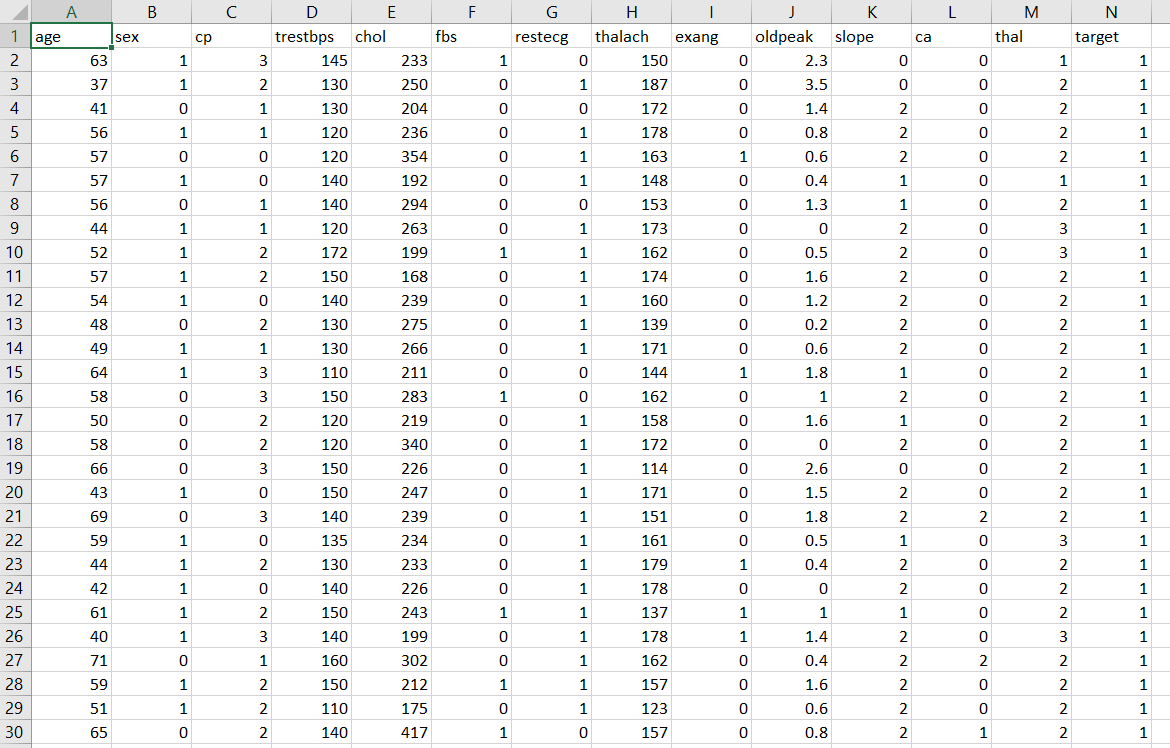 A B C D E F G H I J K L M N
1 age sex cp trestbps chol fbs restecg thalach exang oldpeak slope ca thal target
2 63 1 3 145 233 1 0 150 0 2.3 0 0 1 1
3 37 1 2 130 250 0 1 187 0 3.5 0 0 2 1
4 41 0 1 130 204 0 0 172 0 1.4 2 0 2 1
5 56 1 1 120 236 0 1 178 0 0.8 2 0 2 1
6 57 0 0 120 354 0 1 163 1 0.6 2 0 2 1
7 57 1 0 140 192 0 1 148 0 0.4 1 0 1 1
8 56 0 1 140 294 0 0 153 0 1.3 1 0 2 1
9 44 1 1 120 263 0 1 173 0 0 2 0 3 1
10 52 1 2 172 199 1 1 162 0 0.5 2 0 3 1
11 57 1 2 150 168 0 1 174 0 1.6 2 0 2 1
12 54 1 0 140 239 0 1 160 0 1.2 2 0 2 1
13 48 0 2 130 275 0 1 139 0 0.2 2 0 2 1
14 49 1 1 130 266 0 1 171 0 0.6 2 0 2 1
15 64 1 3 110 211 0 0 144 1 1.8 1 0 2 1
16 58 0 3 150 283 1 0 162 0 1 2 0 2 1
17 50 0 2 120 219 0 1 158 0 1.6 1 0 2 1
18 58 0 2 120 340 0 1 172 0 0 2 0 2 1
19 66 0 3 150 226 0 1 114 0 2.6 0 0 2 1
20 43 1 0 150 247 0 1 171 0 1.5 2 0 2 1
21 69 0 3 140 239 0 1 151 0 1.8 2 2 2 1
22 59 1 0 135 234 0 1 161 0 0.5 1 0 3 1
23 44 1 2 130 233 0 1 179 1 0.4 2 0 2 1
24 42 1 0 140 226 0 1 178 0 0 2 0 2 1
25 61 1 2 150 243 1 1 137 1 1 1 0 2 1
26 40 1 3 140 199 0 1 178 1 1.4 2 0 3 1
27 71 0 1 160 302 0 1 162 0 0.4 2 2 2 1
28 59 1 2 150 212 1 1 157 0 1.6 2 0 2 1
29 51 1 2 110 175 0 1 123 0 0.6 2 0 2 1
30 65 0 2 140 417 1 0 157 0 0.8 2 1 2 1